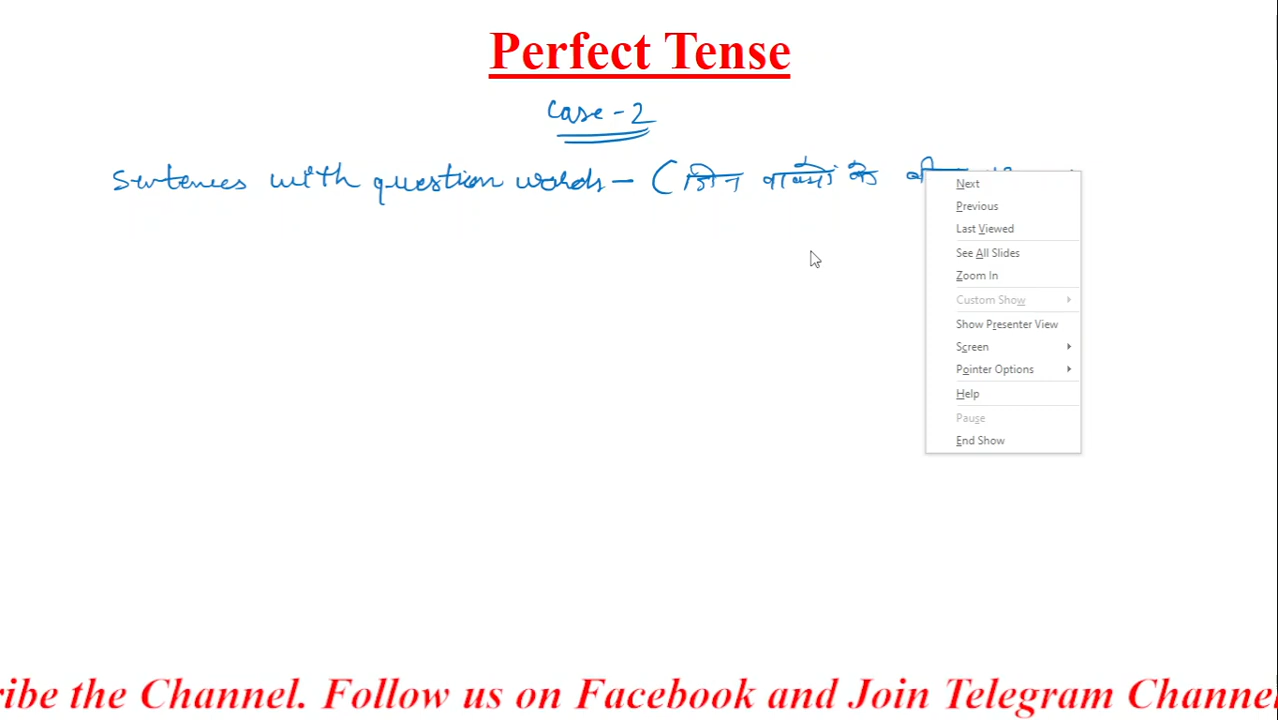 Perfect Tense
Case - 2
Sentences with question words - (जिन वाक्यों के
Next
Previous
Last Viewed
See All Slides
Zoom In
Custom Show
Show Presenter View
Screen
Pointer Options
Help
Pause
End Show
ribe the Channel. Follow us on Facebook and Join Telegram Channel